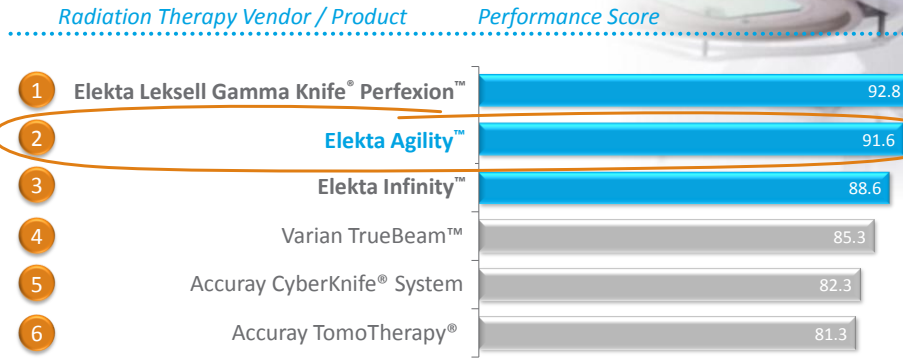 Radiation Therapy Vendor / Product Performance Score
1 Elekta Leksell Gamma Knife® Perfexion™ 92.8
2 Elekta Agility™ 91.6
3 Elekta Infinity™ 88.6
4 Varian TrueBeam™ 85.3
5 Accuray CyberKnife® System 82.3
6 Accuray TomoTherapy® 81.3